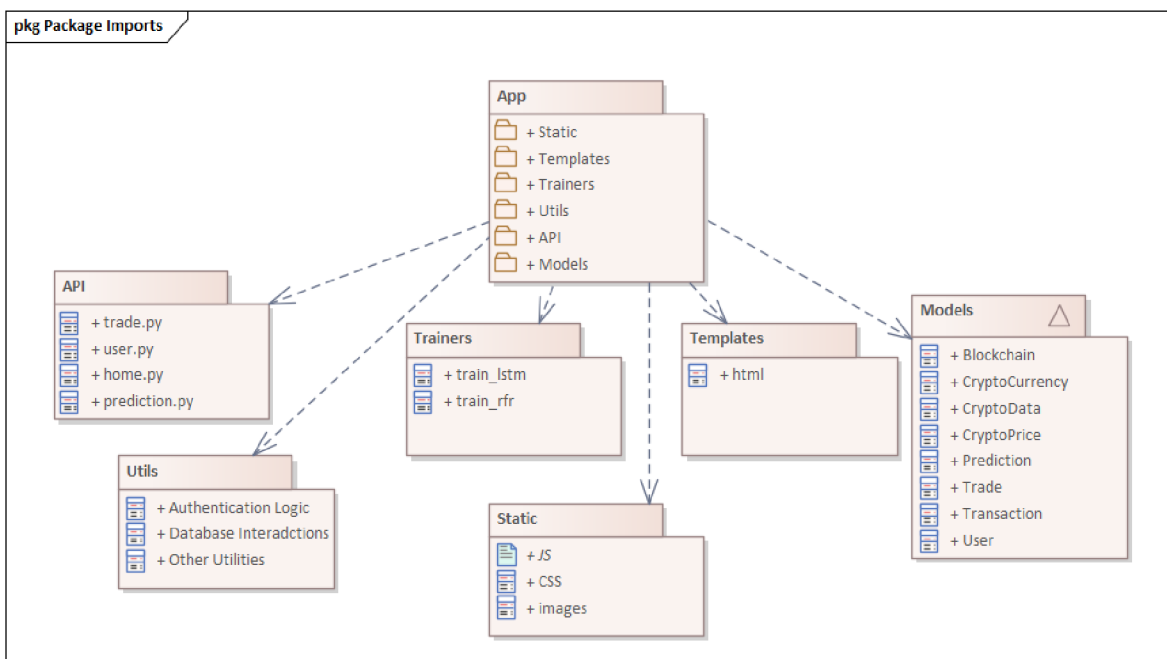 pkg Package Imports
App
+ Static
+ Templates
+ Trainers
+ Utils
+ API
+ Models
API
+ trade.py
+ user.py
+ home.py
+ prediction.py
Trainers
+ train_lstm
+ train_rfr
Templates
+ html
Models
+ Blockchain
+ CryptoCurrency
+ CryptoData
+ CryptoPrice
+ Prediction
+ Trade
+ Transaction
+ User
Utils
+ Authentication Logic
+ Database Interadctions
+ Other Utilities
Static
+ JS
+ CSS
+ images